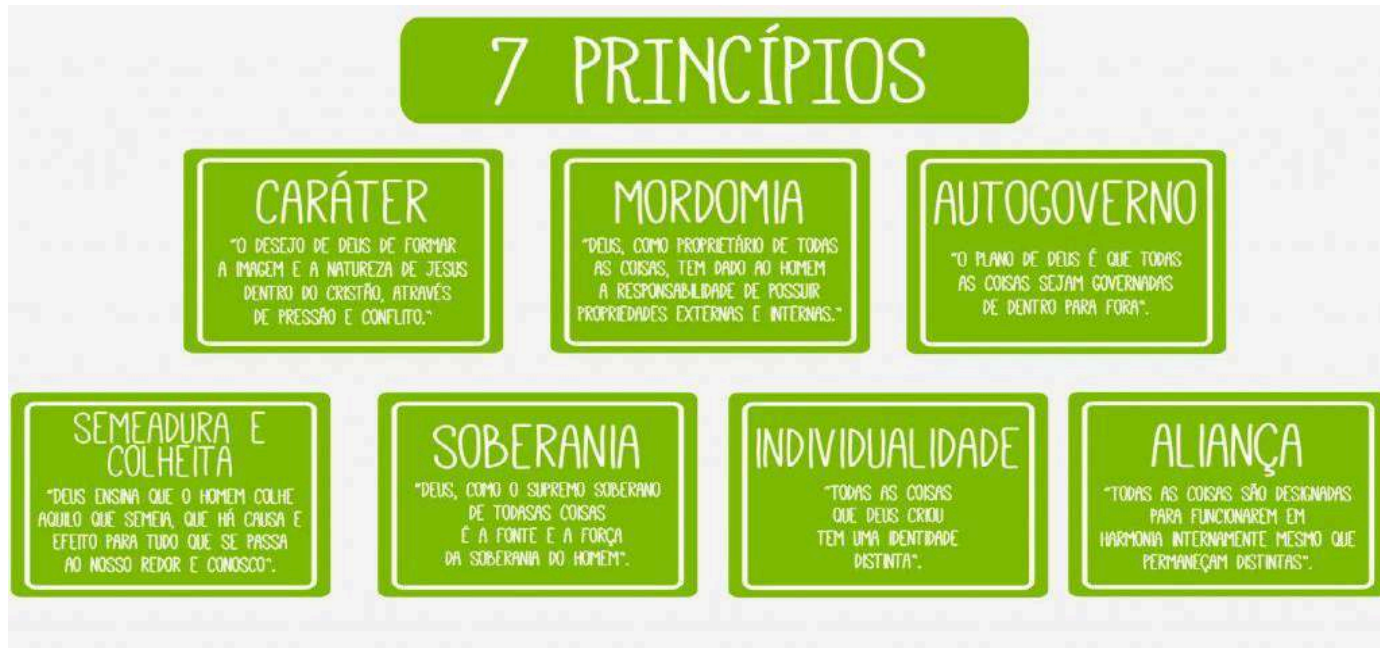 7 PRINCÍPIOS
CARÁTER
"O DESEJO DE DEUS DE FORMAR
A IMAGEM E A NATUREZA DE JESUS
DENTRO DO CRISTÃO, ATRAVÉS
DE PRESSÃO E CONFLITO."
MORDOMIA
"DEUS, COMO PROPRIETÁRIO DE TODAS
AS COISAS, TEM DADO AO HOMEM
A RESPONSABILIDADE DE POSSUIR
PROPRIEDADES EXTERNAS E INTERNAS."
AUTOGOVERNO
"O PLANO DE DEUS É QUE TODAS
AS COISAS SEJAM GOVERNADAS
DE DENTRO PARA FORA".
SEMEADURA E
COLHEITA
"DEUS ENSINA QUE O HOMEM COLHE
AQUILO QUE SEMEIA, QUE HÁ CAUSA E
EFEITO PARA TUDO QUE SE PASSA
AO NOSSO REDOR E CONOSCO".
SOBERANIA
"DEUS, COMO O SUPREMO SOBERANO
DE TODASAS COISAS
É A FONTE E A FORÇA
DA SOBERANIA DO HOMEM".
INDIVIDUALIDADE
"TODAS AS COISAS
QUE DEUS CRIOU
TEM UMA IDENTIDADE
DISTINTA".
ALIANÇA
"TODAS AS COISAS SÃO DESIGNADAS
PARA FUNCIONAREM EM
HARMONIA INTERNAMENTE MESMO QUE
PERMANEÇAM DISTINTAS".